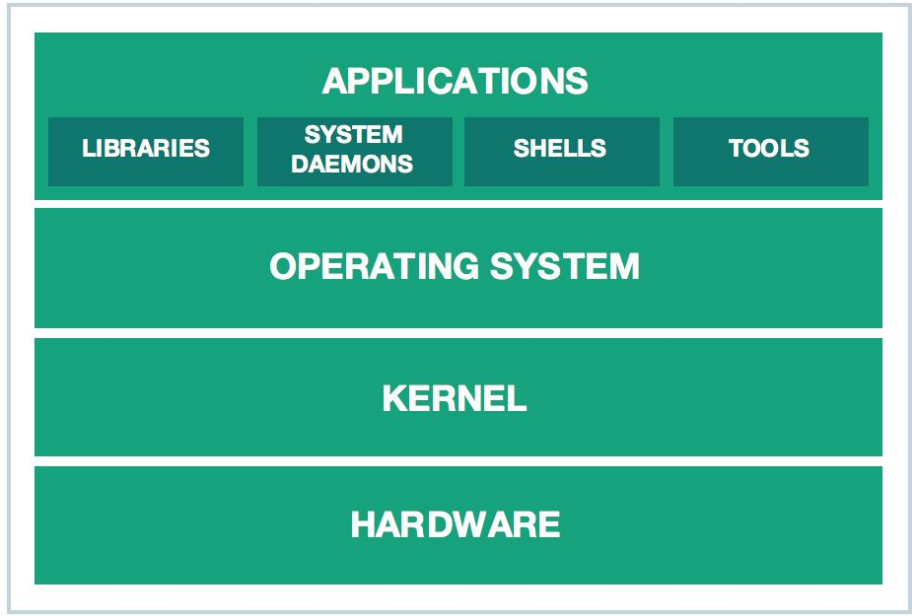 APPLICATIONS
LIBRARIES
SYSTEM
DAEMONS
SHELLS
TOOLS
OPERATING SYSTEM
KERNEL
HARDWARE